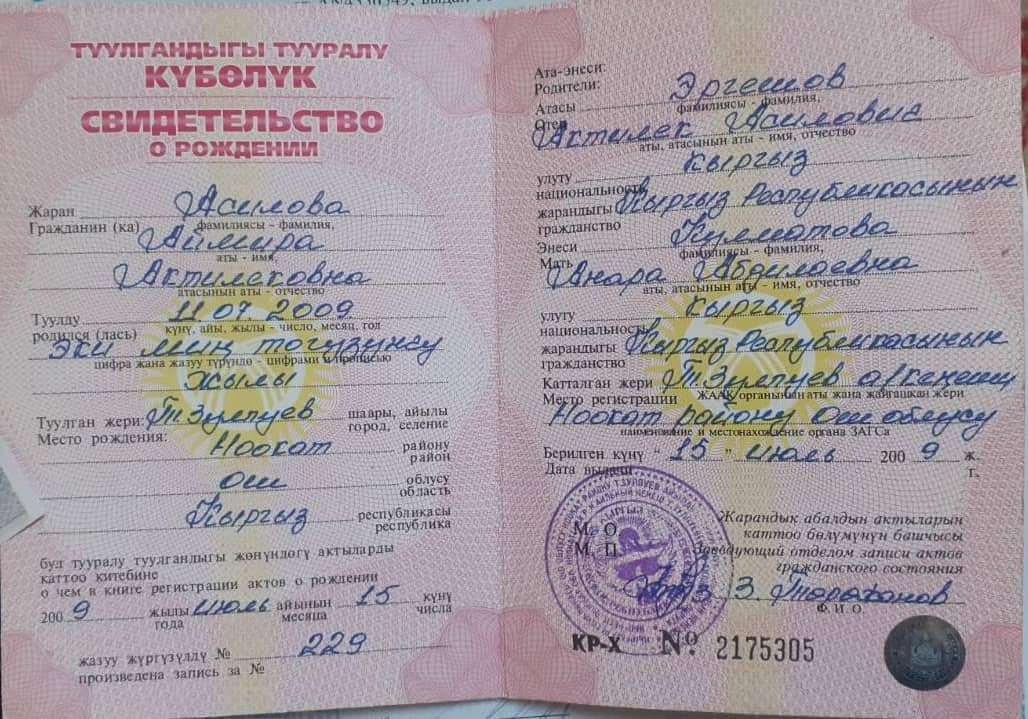 ТУУЛГАНДЫГЫ ТУУРАЛУ
КҮБӨЛҮК
СВИДЕТЕЛЬСТВО
О РОЖДЕНИИ
Жаран Асилова
Гражданин (ка) фамилиясы - фамилия,
Аймира
аты - имя,
Актилековна
атасынын аты - отчество
Туулду 11.07.2009
родился (лась) күнү, айы, жылы - число, месяц, год
Эки миң тогузунчу
цифра жана жазуу түрүндө - цифрами и прописью
жылы
Туулган жери: Т.Зулпуев шаары, айылы
Место рождения: город, селение
Ноокат району
район
Ош облусу
область
Кыргыз республикасы
республика
бул тууралу туулгандыгы жөнүндөгү актыларды
каттоо китебине
о чем в книге регистрации актов о рождении
2009 жылы июль айынын 15 күнү
года месяца числа
жазуу жүргүзүлдү № 229
произведена запись за №
Ата-энеси:
Родители: Эргешов
Атасы фамилиясы - фамилия,
Отец Актилек Асилович
аты, атасынын аты - имя, отчество
улуту кыргыз
национальность
жарандыгы Кыргыз Республикасынын
гражданство
Энеси Кулматова
Мать фамилиясы - фамилия,
Анара Абдилаевна
аты, атасынын аты - имя, отчество
улуту кыргыз
национальность
жарандыгы Кыргыз Республикасынын
гражданство
Катталган жери Т.Зулпуев а/кеңеши
Место регистрации ЖААК органынын аты жана жайгашкан жери
Ноокат району Ош облусу
наименование и местонахождение органа ЗАГСа
Берилген күнү "15" июль 2009 ж.
Дата выдачи г.
Жарандык абалдын актыларын
М. О. каттоо бөлүмүнүн башчысы
М. П. Заведующий отделом записи актов
гражданского состояния
З.
Ф. И. О.
КР-Х № 2175305